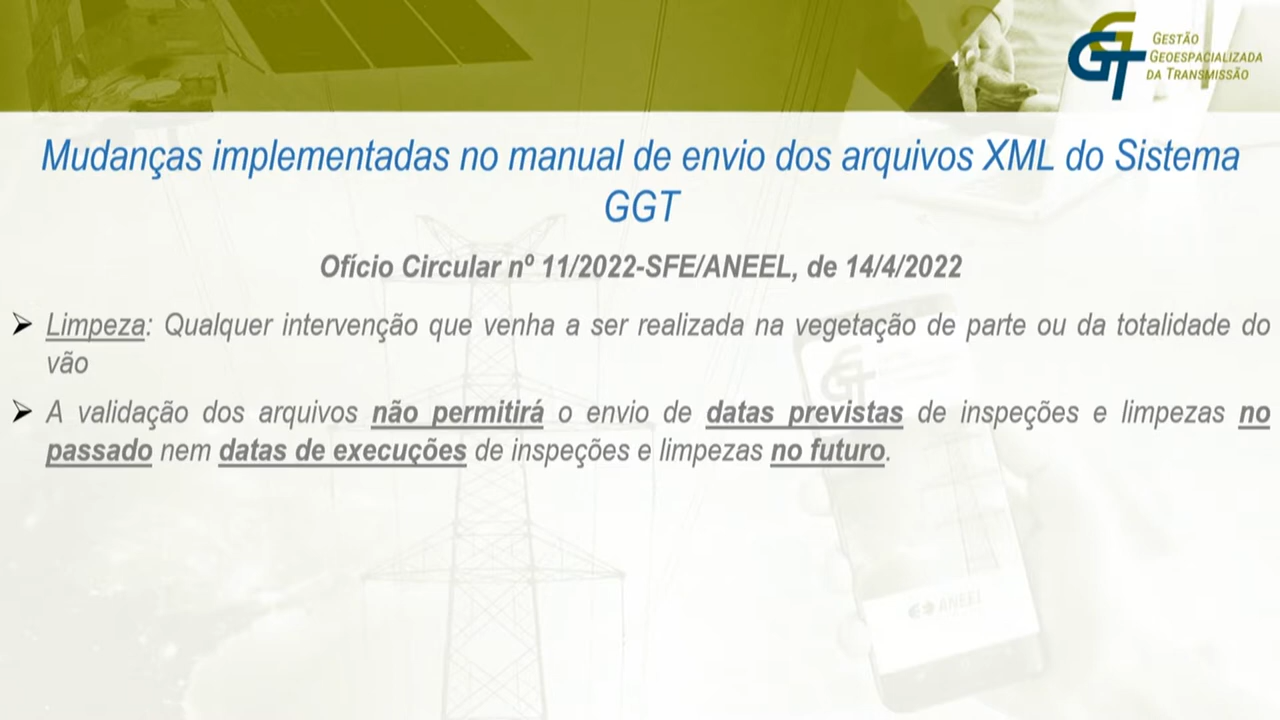 GESTÃO
GEOESPACIALIZADA
DA TRANSMISSÃO
GGT
Mudanças implementadas no manual de envio dos arquivos XML do Sistema
GGT
Ofício Circular nº 11/2022-SFE/ANEEL, de 14/4/2022
➢ Limpeza: Qualquer intervenção que venha a ser realizada na vegetação de parte ou da totalidade do
vão
➢ A validação dos arquivos não permitirá o envio de datas previstas de inspeções e limpezas no
passado nem datas de execuções de inspeções e limpezas no futuro.
ANEEL